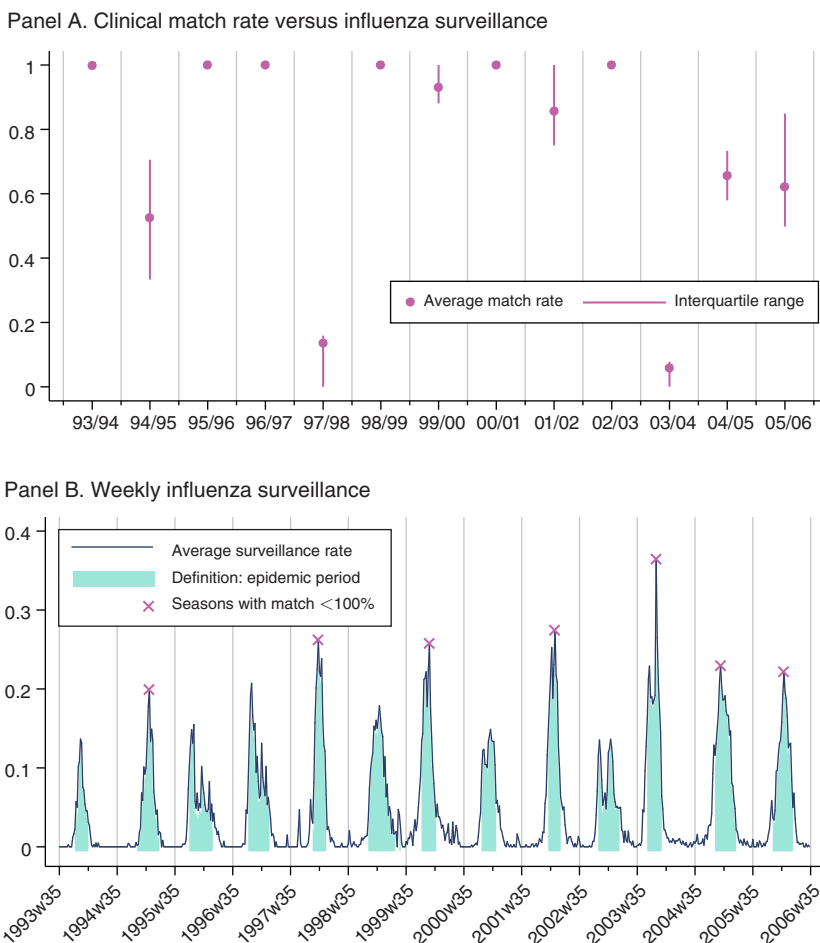 Panel A. Clinical match rate versus influenza surveillance
1
0.8
0.6
0.4
0.2
0
Average match rate
Interquartile range
93/94 94/95 95/96 96/97 97/98 98/99 99/00 00/01 01/02 02/03 03/04 04/05 05/06
Panel B. Weekly influenza surveillance
0.4
0.3
0.2
0.1
0
Average surveillance rate
Definition: epidemic period
Seasons with match <100%
1993w35 1994w35 1995w35 1996w35 1997w35 1998w35 1999w35 2000w35 2001w35 2002w35 2003w35 2004w35 2005w35 2006w35